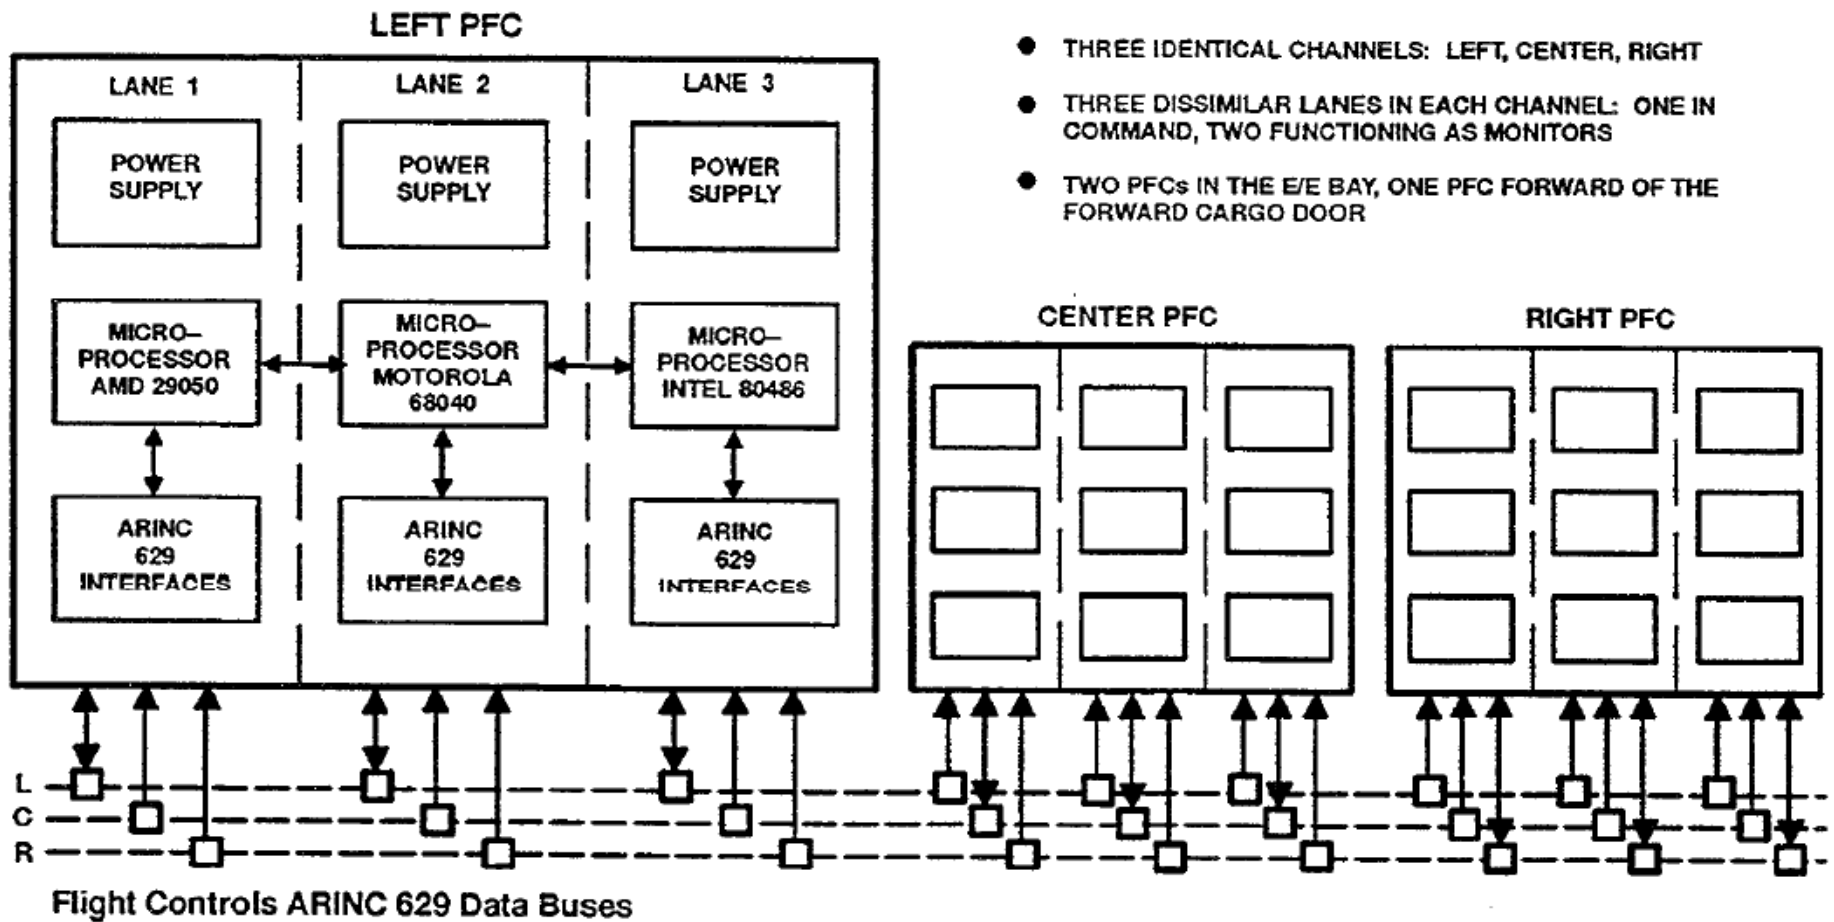 LEFT PFC
LANE 1
LANE 2
LANE 3
POWER
SUPPLY
POWER
SUPPLY
POWER
SUPPLY
MICRO–
PROCESSOR
AMD 29050
MICRO–
PROCESSOR
MOTOROLA
68040
MICRO–
PROCESSOR
INTEL 80486
ARINC
629
INTERFACES
ARINC
629
INTERFACES
ARINC
629
INTERFACES
● THREE IDENTICAL CHANNELS: LEFT, CENTER, RIGHT
● THREE DISSIMILAR LANES IN EACH CHANNEL: ONE IN
COMMAND, TWO FUNCTIONING AS MONITORS
● TWO PFCs IN THE E/E BAY, ONE PFC FORWARD OF THE
FORWARD CARGO DOOR
CENTER PFC
RIGHT PFC
L
C
R
Flight Controls ARINC 629 Data Buses